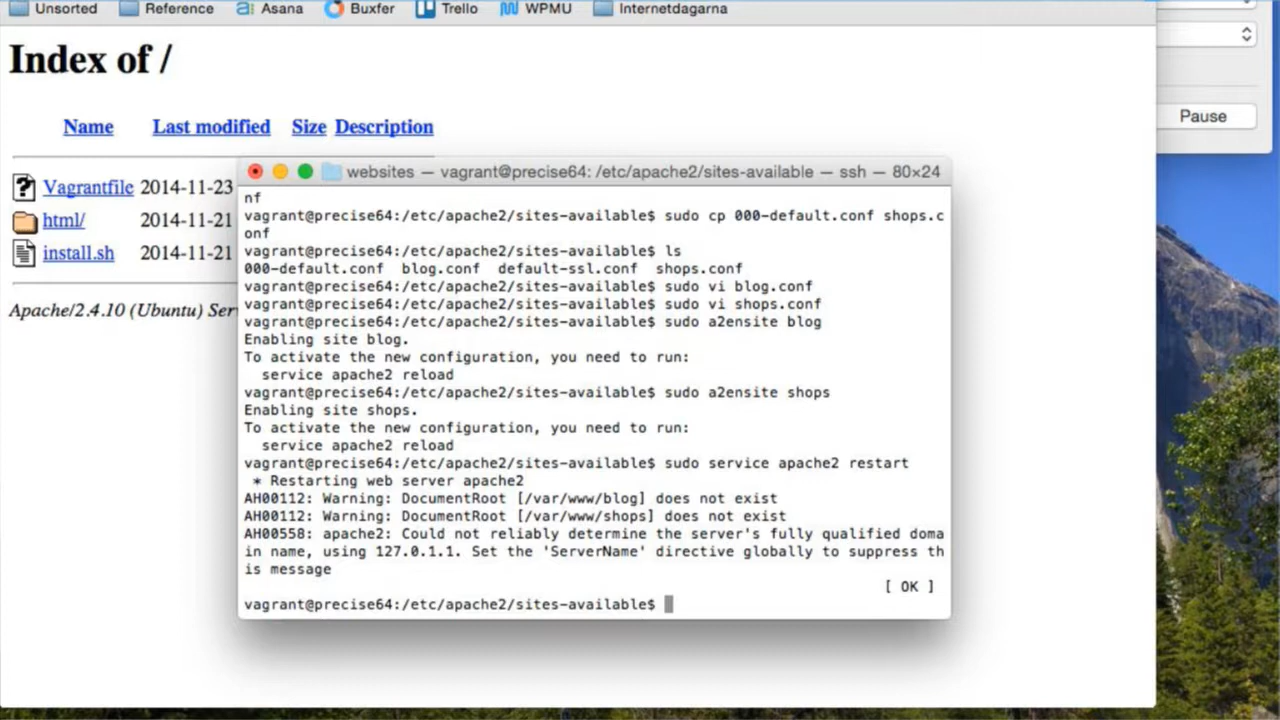 Unsorted Reference Asana Buxfer Trello WPMU Internetdagarna
Index of /
Name Last modified Size Description
Pause
Vagrantfile 2014-11-23
html/ 2014-11-21
install.sh 2014-11-21
Apache/2.4.10 (Ubuntu) Ser
websites — vagrant@precise64: /etc/apache2/sites-available — ssh — 80×24
nf
vagrant@precise64:/etc/apache2/sites-available$ sudo cp 000-default.conf shops.c
onf
vagrant@precise64:/etc/apache2/sites-available$ ls
000-default.conf  blog.conf  default-ssl.conf  shops.conf
vagrant@precise64:/etc/apache2/sites-available$ sudo vi blog.conf
vagrant@precise64:/etc/apache2/sites-available$ sudo vi shops.conf
vagrant@precise64:/etc/apache2/sites-available$ sudo a2ensite blog
Enabling site blog.
To activate the new configuration, you need to run:
  service apache2 reload
vagrant@precise64:/etc/apache2/sites-available$ sudo a2ensite shops
Enabling site shops.
To activate the new configuration, you need to run:
  service apache2 reload
vagrant@precise64:/etc/apache2/sites-available$ sudo service apache2 restart
 * Restarting web server apache2
AH00112: Warning: DocumentRoot [/var/www/blog] does not exist
AH00112: Warning: DocumentRoot [/var/www/shops] does not exist
AH00558: apache2: Could not reliably determine the server's fully qualified doma
in name, using 127.0.1.1. Set the 'ServerName' directive globally to suppress th
is message
[ OK ]
vagrant@precise64:/etc/apache2/sites-available$